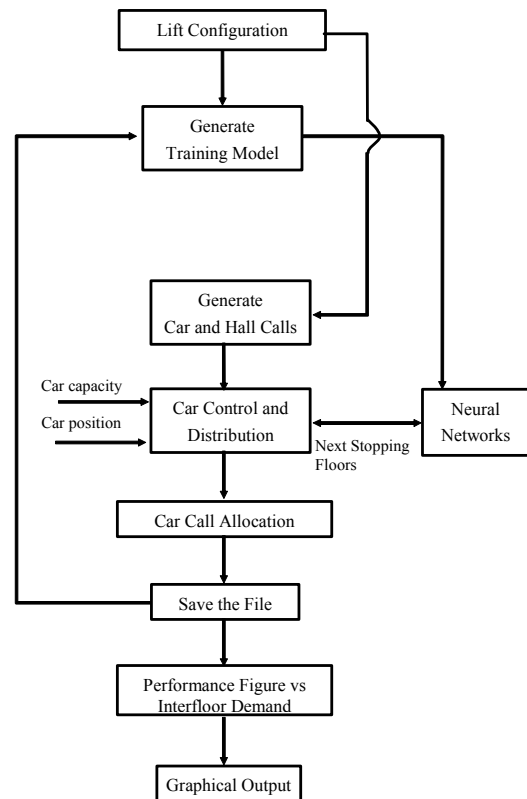 Lift Configuration
Generate
Training Model
Generate
Car and Hall Calls
Car capacity
Car position
Car Control and
Distribution
Next Stopping
Floors
Neural
Networks
Car Call Allocation
Save the File
Performance Figure vs
Interfloor Demand
Graphical Output